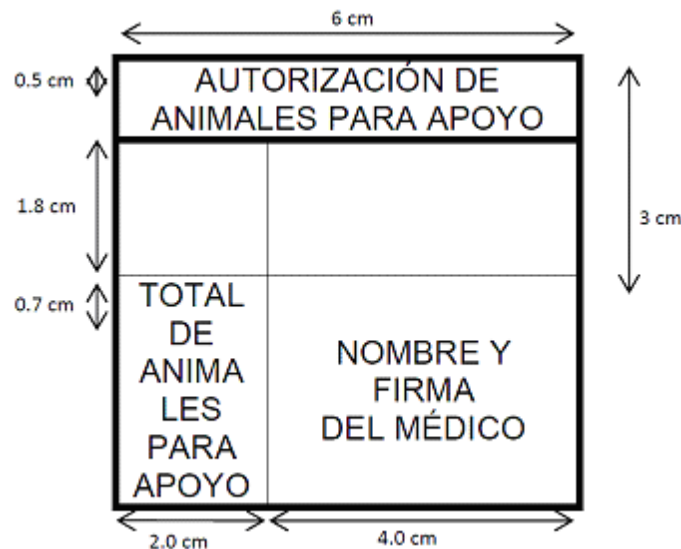 6 cm
0.5 cm
AUTORIZACIÓN DE
ANIMALES PARA APOYO
1.8 cm
3 cm
0.7 cm
TOTAL
DE
ANIMA
LES
PARA
APOYO
NOMBRE Y
FIRMA
DEL MÉDICO
2.0 cm
4.0 cm